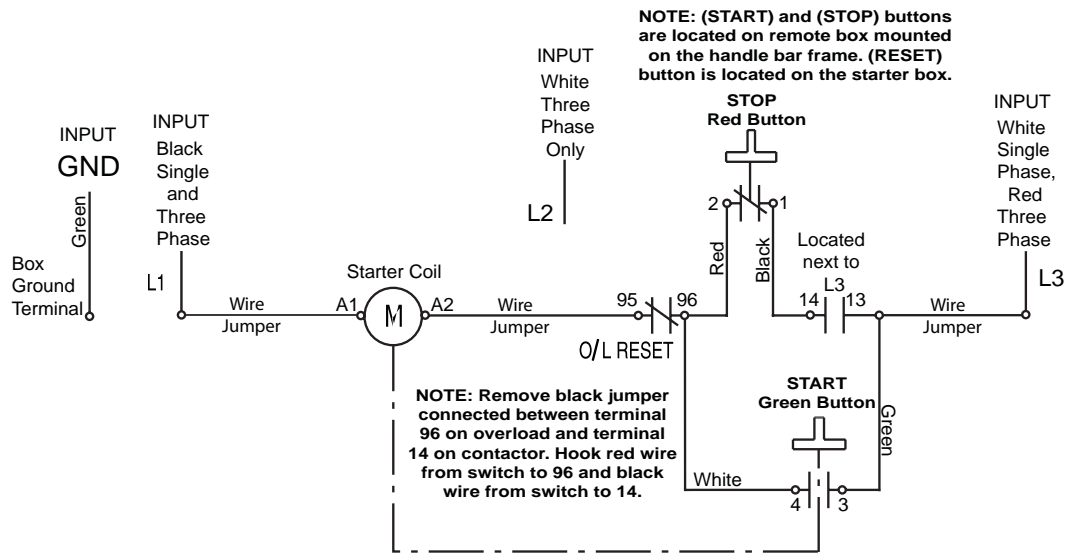 NOTE: (START) and (STOP) buttons
are located on remote box mounted
on the handle bar frame. (RESET)
button is located on the starter box.
INPUT
GND
Green
Box
Ground
Terminal
INPUT
Black
Single
and
Three
Phase
L1
INPUT
White
Three
Phase
Only
L2
STOP
Red Button
2
1
Red
Black
Located
next to
L3
14
13
INPUT
White
Single
Phase,
Red
Three
Phase
L3
Wire
Jumper
Starter Coil
A1
M
A2
Wire
Jumper
95
96
O/L RESET
Wire
Jumper
NOTE: Remove black jumper
connected between terminal
96 on overload and terminal
14 on contactor. Hook red wire
from switch to 96 and black
wire from switch to 14.
START
Green Button
Green
White
4
3